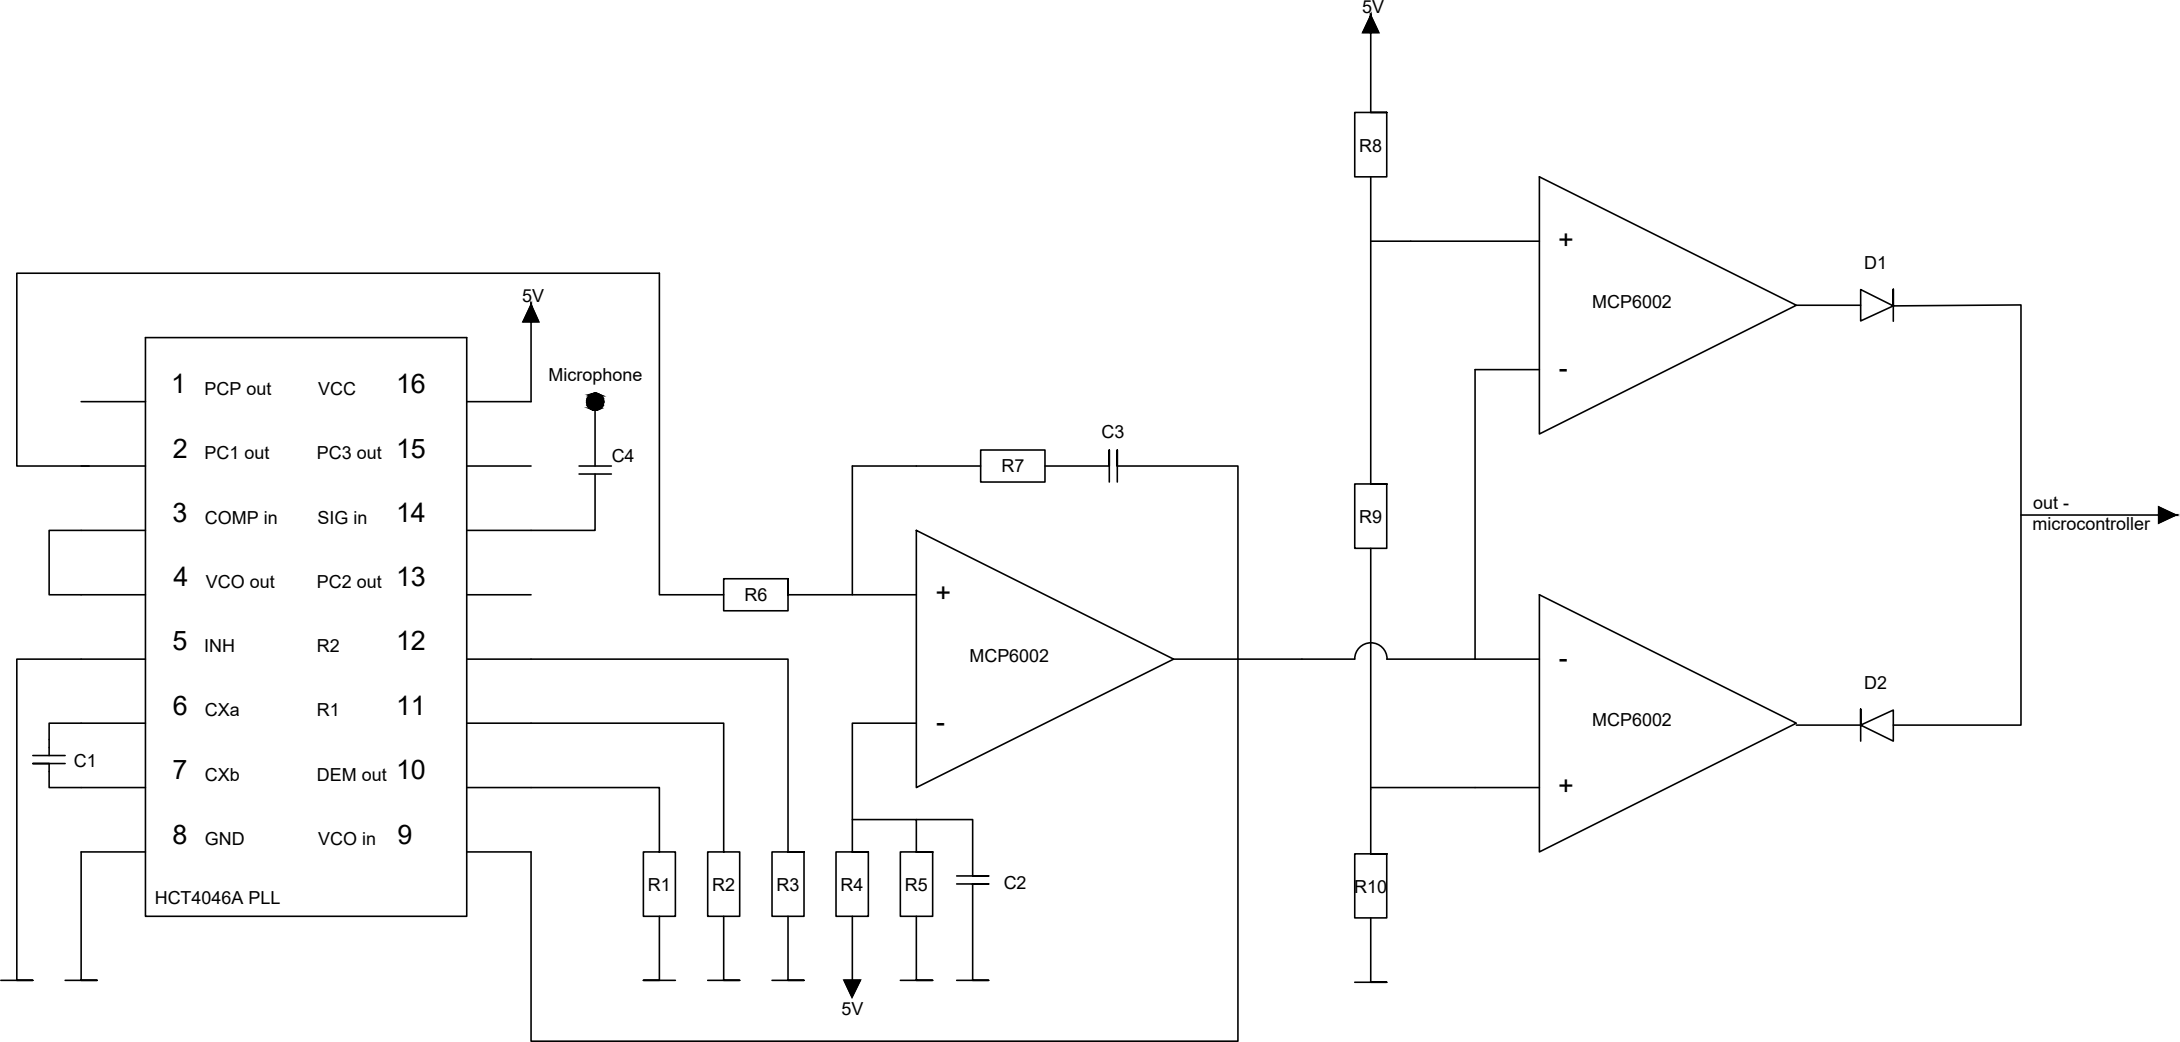 5V
R8
+
MCP6002
-
D1
5V
Microphone
1 PCP out VCC 16
2 PC1 out PC3 out 15
C4
3 COMP in SIG in 14
4 VCO out PC2 out 13
5 INH R2 12
6 CXa R1 11
C1
7 CXb DEM out 10
8 GND VCO in 9
HCT4046A PLL
C3
R7
R6
+
MCP6002
-
R1
R2
R3
R4
R5
C2
5V
R9
out -
microcontroller
-
MCP6002
+
D2
R10